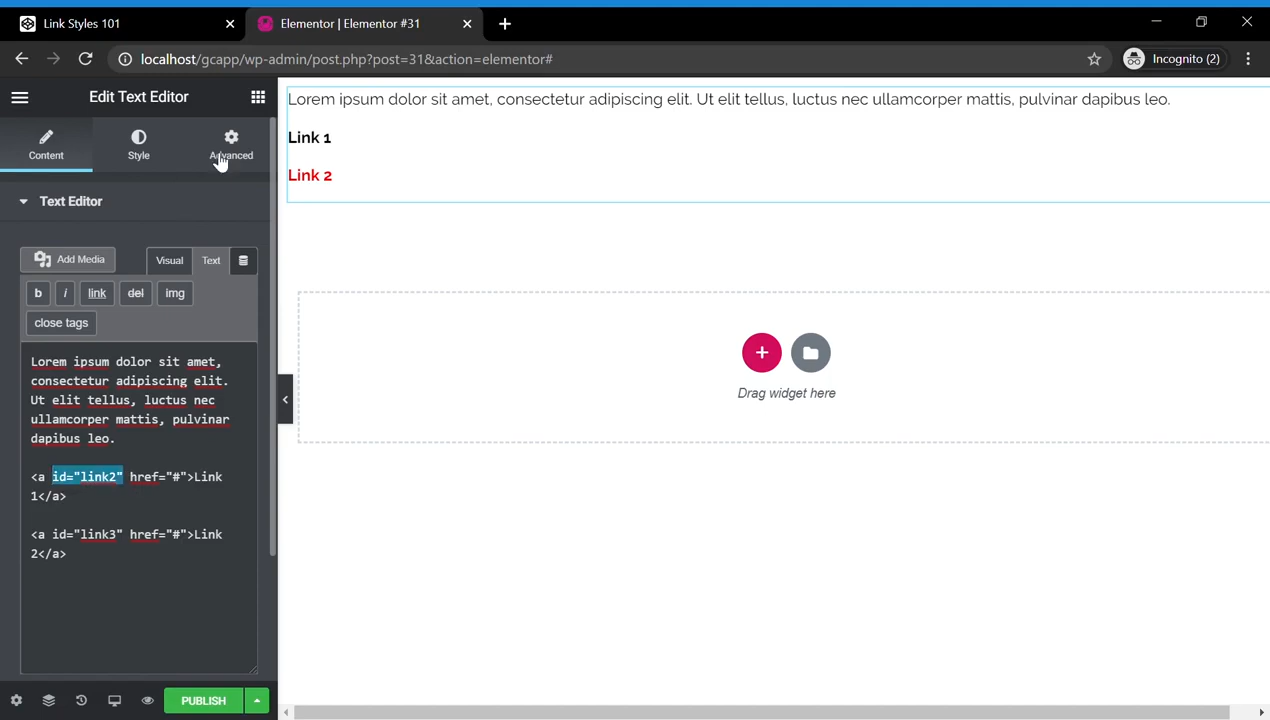 Link Styles 101
Elementor | Elementor #31
localhost/gcapp/wp-admin/post.php?post=31&action=elementor#
Incognito (2)
Edit Text Editor
Content
Style
Advanced
Text Editor
Add Media
Visual
Text
b
i
link
del
img
close tags
Lorem ipsum dolor sit amet,
consectetur adipiscing elit.
Ut elit tellus, luctus nec
ullamcorper mattis, pulvinar
dapibus leo.
<a id="link2" href="#">Link
1</a>
<a id="link3" href="#">Link
2</a>
PUBLISH
Lorem ipsum dolor sit amet, consectetur adipiscing elit. Ut elit tellus, luctus nec ullamcorper mattis, pulvinar dapibus leo.
Link 1
Link 2
Drag widget here